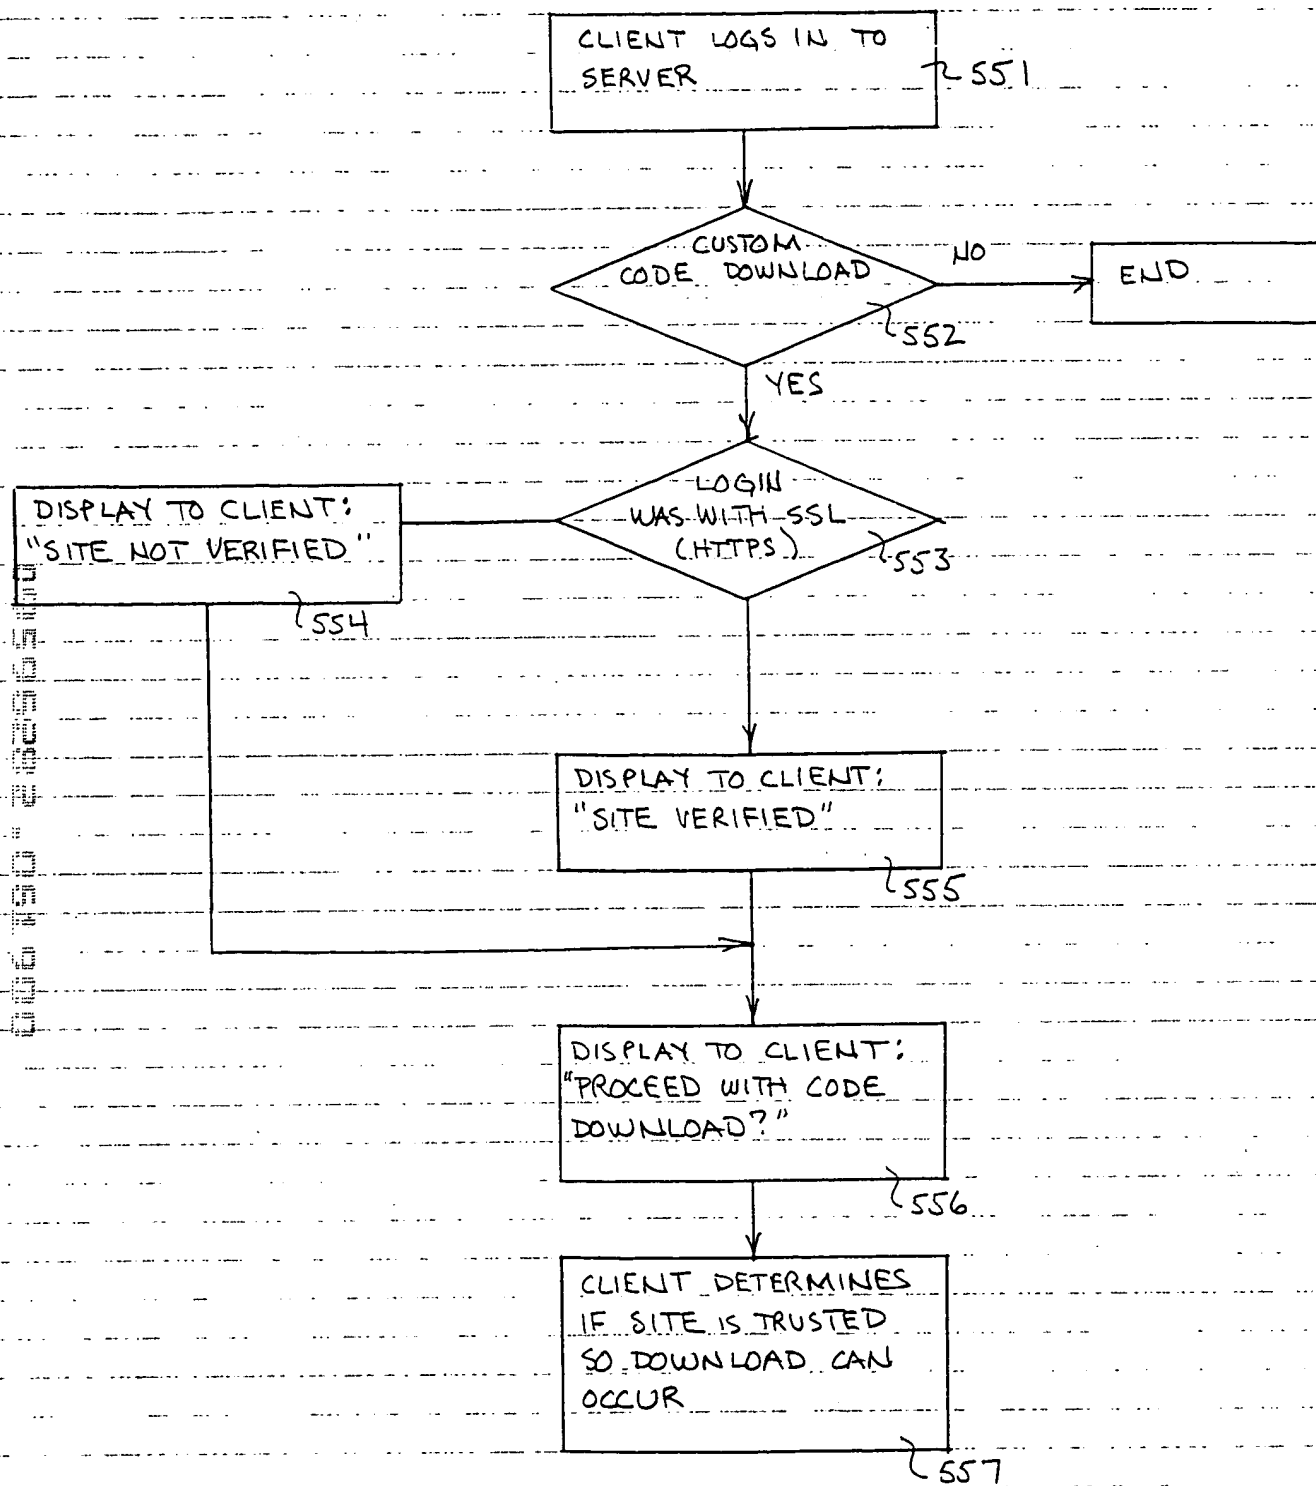 CLIENT LOGS IN TO
SERVER
551
CUSTOM
CODE DOWNLOAD
NO
END
552
YES
LOGIN
WAS WITH SSL
(HTTPS)
553
DISPLAY TO CLIENT:
"SITE NOT VERIFIED"
554
DISPLAY TO CLIENT:
"SITE VERIFIED"
555
DISPLAY TO CLIENT:
"PROCEED WITH CODE
DOWNLOAD?"
556
CLIENT DETERMINES
IF SITE IS TRUSTED
SO DOWNLOAD CAN
OCCUR
557